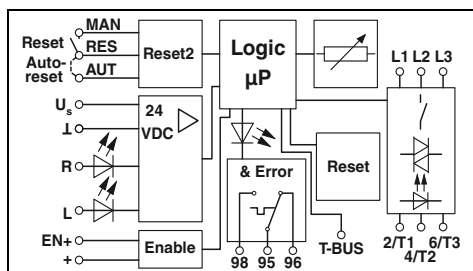 MAN
Reset
RES
Auto-
reset
AUT
Reset2
Logic
µP
L1 L2 L3
Us
⊥
24
VDC
R
L
& Error
Reset
EN+
+
Enable
98 95 96
T-BUS
2/T1 6/T3
4/T2